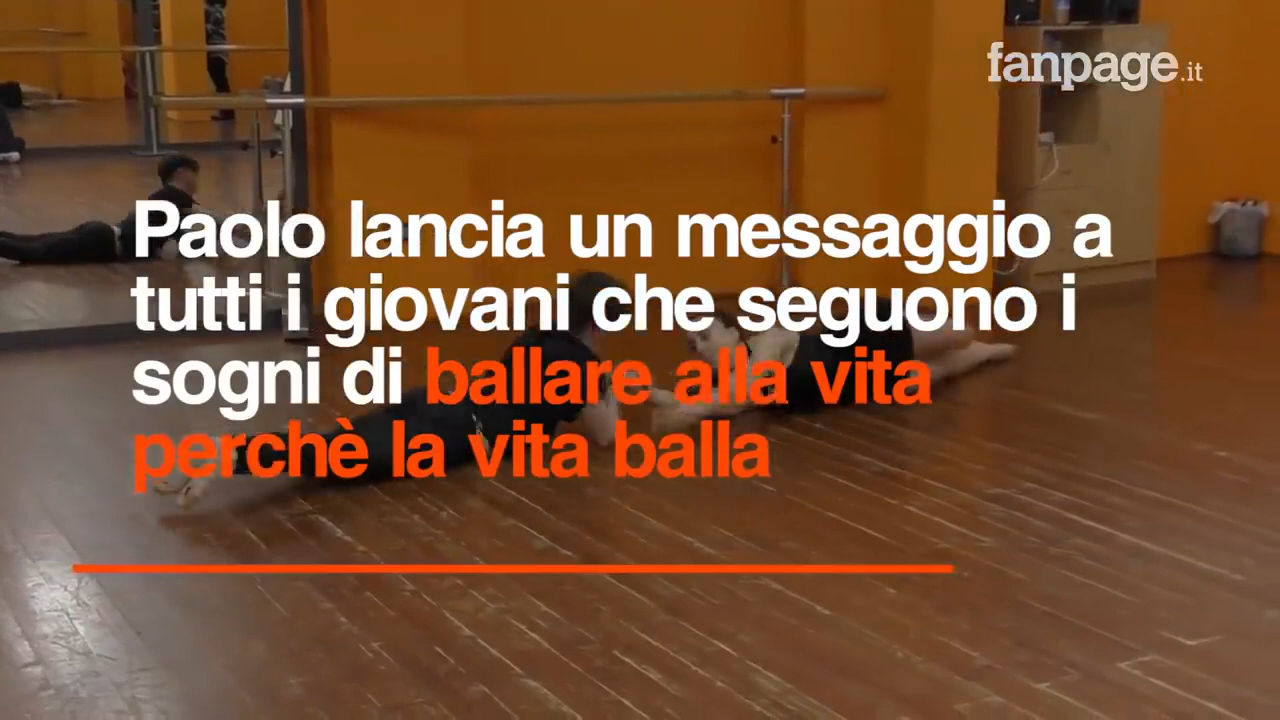 fanpage.it
Paolo lancia un messaggio a
tutti i giovani che seguono i
sogni di ballare alla vita
perchè la vita balla